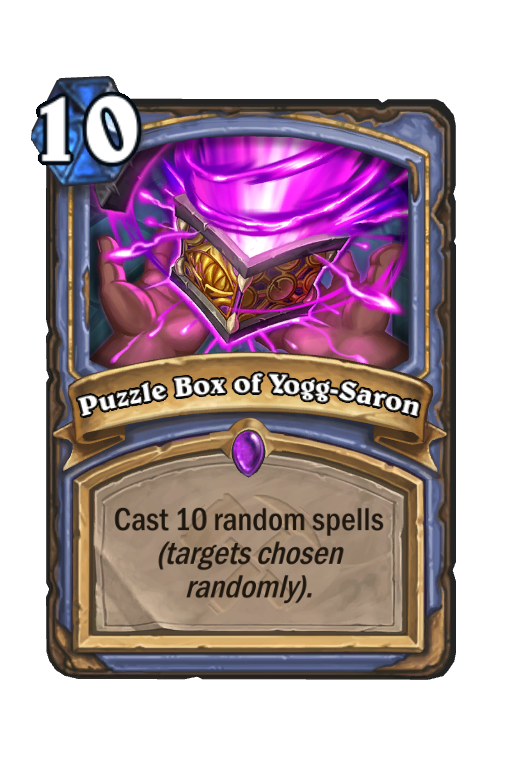 10
Puzzle Box of Yogg-Saron
Cast 10 random spells
(targets chosen
randomly).